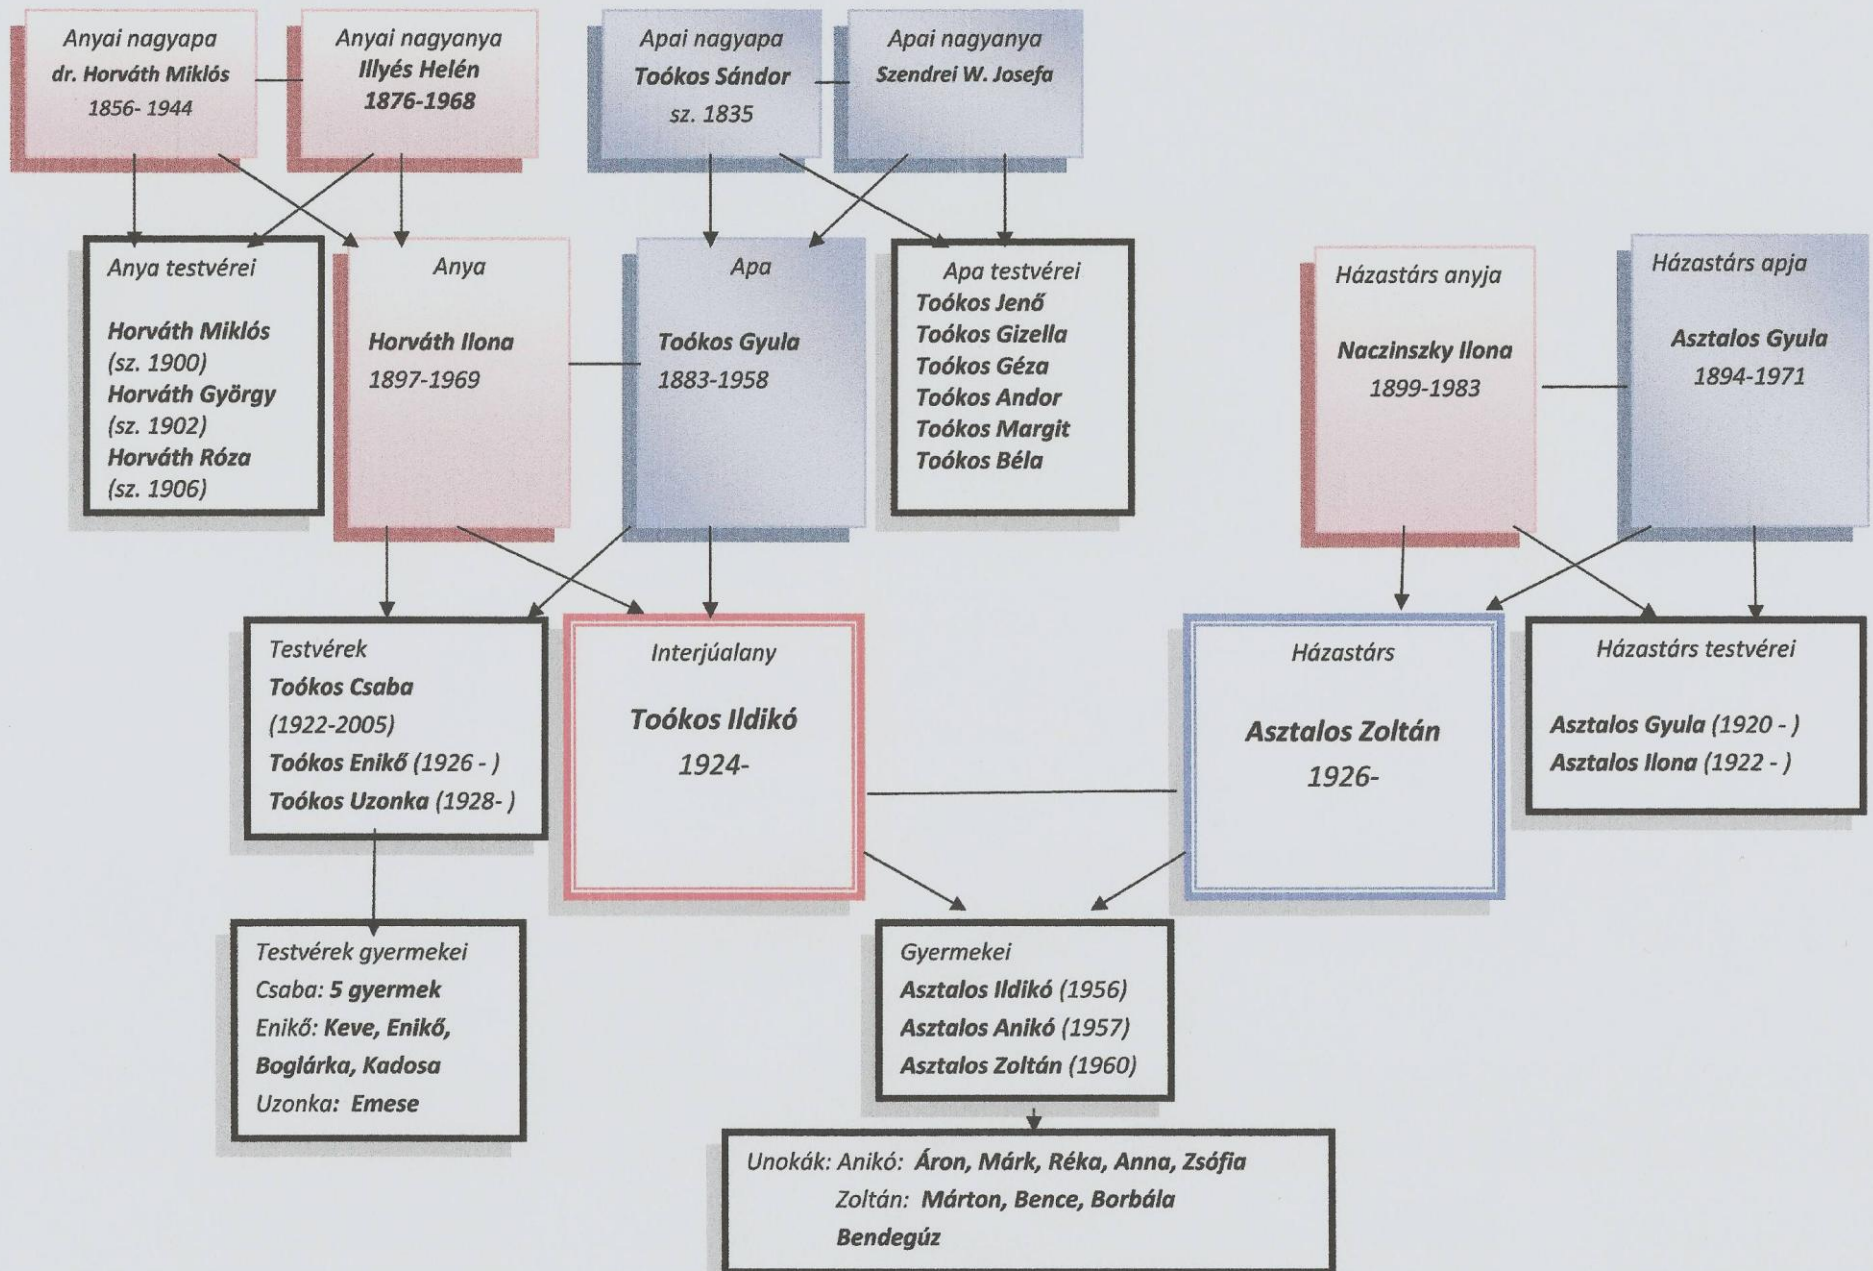 Anyai nagyapa
dr. Horváth Miklós
1856- 1944
Anyai nagyanya
Illyés Helén
1876-1968
Apai nagyapa
Toókos Sándor
sz. 1835
Apai nagyanya
Szendrei W. Josefa
Anya testvérei
Horváth Miklós
(sz. 1900)
Horváth György
(sz. 1902)
Horváth Róza
(sz. 1906)
Anya
Horváth Ilona
1897-1969
Apa
Toókos Gyula
1883-1958
Apa testvérei
Toókos Jenő
Toókos Gizella
Toókos Géza
Toókos Andor
Toókos Margit
Toókos Béla
Házastárs anyja
Naczinszky Ilona
1899-1983
Házastárs apja
Asztalos Gyula
1894-1971
Testvérek
Toókos Csaba
(1922-2005)
Toókos Enikő (1926 - )
Toókos Uzonka (1928- )
Interjúalany
Toókos Ildikó
1924-
Házastárs
Asztalos Zoltán
1926-
Házastárs testvérei
Asztalos Gyula (1920 - )
Asztalos Ilona (1922 - )
Testvérek gyermekei
Csaba: 5 gyermek
Enikő: Keve, Enikő,
Boglárka, Kadosa
Uzonka: Emese
Gyermekei
Asztalos Ildikó (1956)
Asztalos Anikó (1957)
Asztalos Zoltán (1960)
Unokák: Anikó: Áron, Márk, Réka, Anna, Zsófia
Zoltán: Márton, Bence, Borbála
Bendegúz